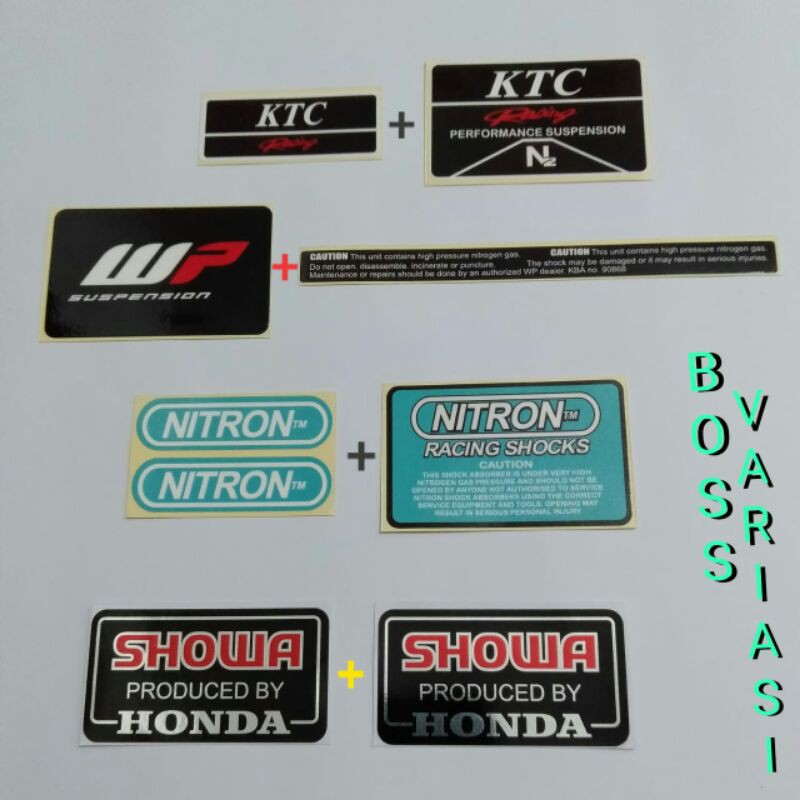 KTC
Racing
+
KTC
Racing
PERFORMANCE SUSPENSION
N2
WP
SUSPENSION
+
CAUTION This unit contains high pressure nitrogen gas.
Do not open, disassemble, incinerate or puncture.
Maintenance or repairs should be done by an authorized WP dealer. KBA no. 90868
CAUTION This unit contains high pressure nitrogen gas.
The shock may be damaged or it may result in serious injuries.
NITRON™
NITRON™
+
NITRON™
RACING SHOCKS
CAUTION
THIS SHOCK ABSORBER IS UNDER VERY HIGH
NITROGEN GAS PRESSURE AND SHOULD NOT BE
OPENED BY ANYONE NOT AUTHORISED TO SERVICE
NITRON SHOCK ABSORBERS USING THE CORRECT
SERVICE EQUIPMENT AND TOOLS. OPENING MAY
RESULT IN SERIOUS PERSONAL INJURY
SHOWA
PRODUCED BY
HONDA
+
SHOWA
PRODUCED BY
HONDA
BOSS
VARIASI